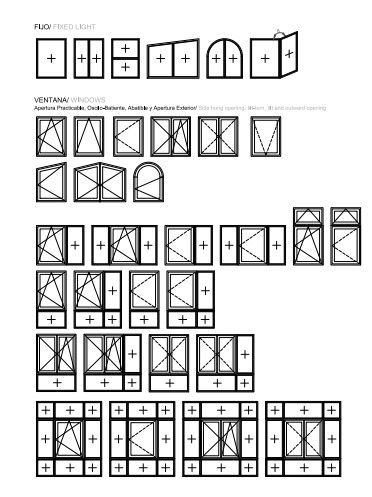 FIJO/ FIXED LIGHT
VENTANA/ WINDOWS
Apertura Practicable, Oscilo-Batiente, Abatible y Apertura Exterior/ Side hung opening, tilt-turn, tilt and outward opening